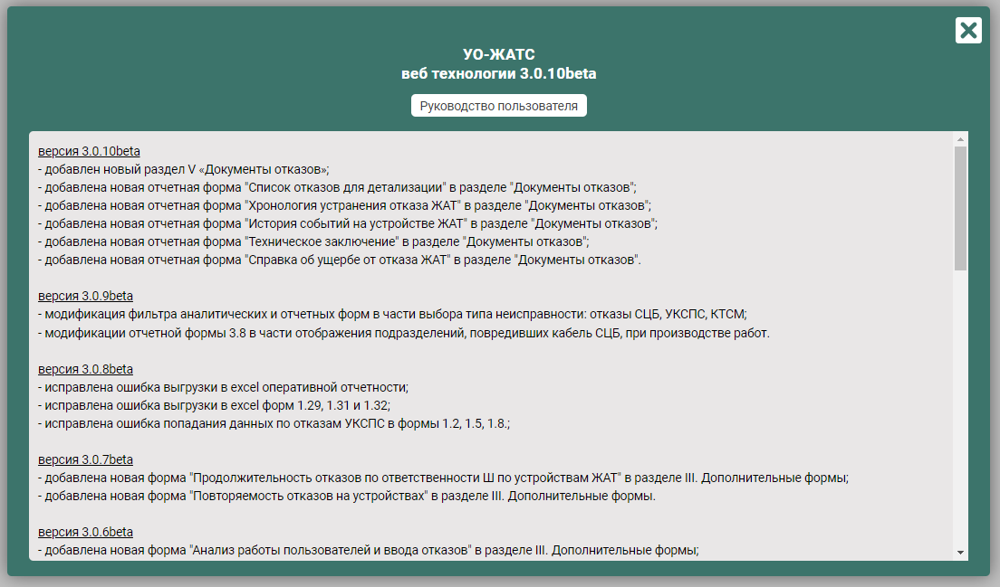 УО-ЖАТС
веб технологии 3.0.10beta
Руководство пользователя
версия 3.0.10beta
- добавлен новый раздел V «Документы отказов»;
- добавлена новая отчетная форма "Список отказов для детализации" в разделе "Документы отказов";
- добавлена новая отчетная форма "Хронология устранения отказа ЖАТ" в разделе "Документы отказов";
- добавлена новая отчетная форма "История событий на устройстве ЖАТ" в разделе "Документы отказов";
- добавлена новая отчетная форма "Техническое заключение" в разделе "Документы отказов";
- добавлена новая отчетная форма "Справка об ущербе от отказа ЖАТ" в разделе "Документы отказов".
версия 3.0.9beta
- модификация фильтра аналитических и отчетных форм в части выбора типа неисправности: отказы СЦБ, УКСПС, КТСМ;
- модификации отчетной формы 3.8 в части отображения подразделений, повредивших кабель СЦБ, при производстве работ.
версия 3.0.8beta
- исправлена ошибка выгрузки в excel оперативной отчетности;
- исправлена ошибка выгрузки в excel форм 1.29, 1.31 и 1.32;
- исправлена ошибка попадания данных по отказам УКСПС в формы 1.2, 1.5, 1.8.;
версия 3.0.7beta
- добавлена новая форма "Продолжительность отказов по ответственности Ш по устройствам ЖАТ" в разделе III. Дополнительные формы;
- добавлена новая форма "Повторяемость отказов на устройствах" в разделе III. Дополнительные формы.
версия 3.0.6beta
- добавлена новая форма "Анализ работы пользователей и ввода отказов" в разделе III. Дополнительные формы;